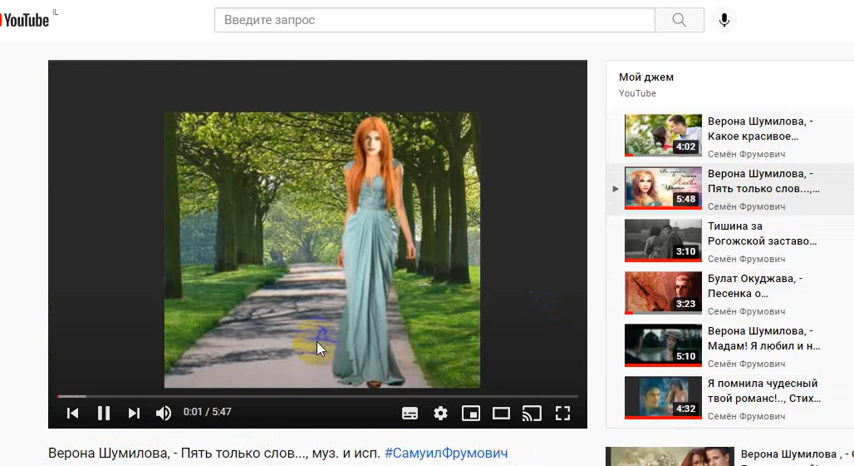 YouTube IL
Введите запрос
0:01 / 5:47
Верона Шумилова, - Пять только слов..., муз. и исп. #СамуилФрумович
Мой джем
YouTube
4:02
Верона Шумилова, -
Какое красивое...
Семён Фрумович
5:48
Верона Шумилова, -
Пять только слов...,...
Семён Фрумович
3:10
Тишина за
Рогожской заставо...
Семён Фрумович
3:23
Булат Окуджава, -
Песенка о...
Семён Фрумович
5:10
Верона Шумилова, -
Мадам! Я любил и н...
Семён Фрумович
4:32
Я помнила чудесный
твой романс!.., Стих...
Семён Фрумович
Верона Шумилова , - С